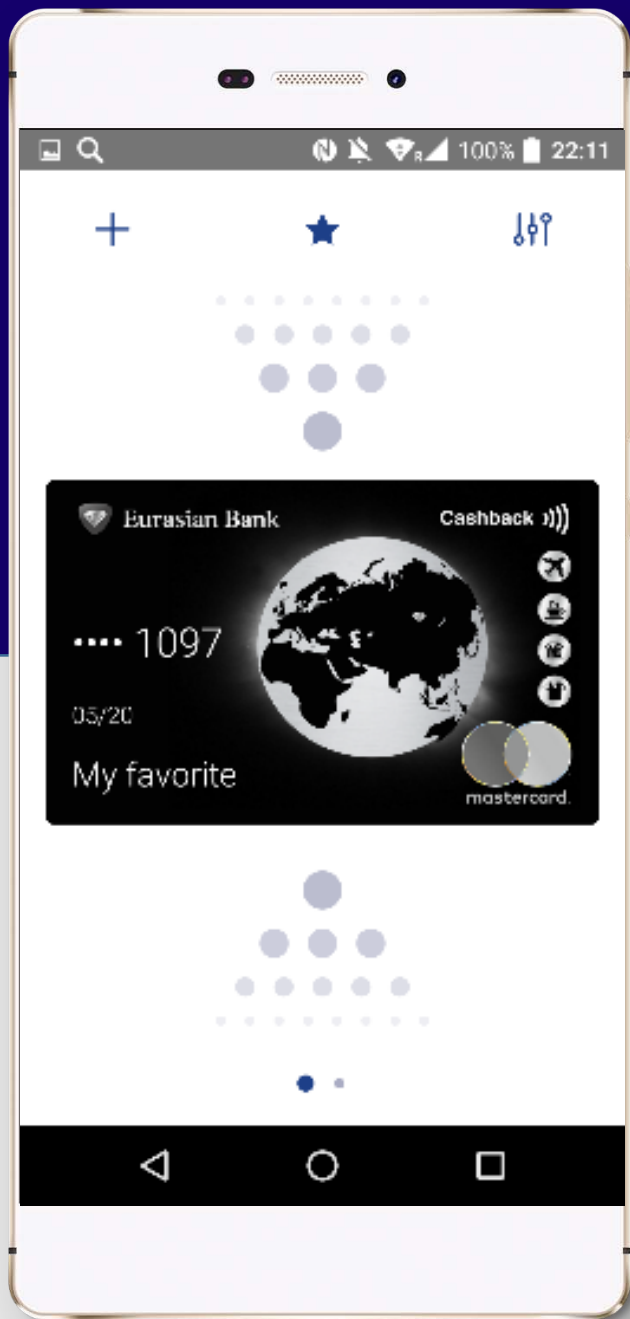 100% 22:11
Eurasian Bank
Cashback
•••• 1097
05/20
My favorite
mastercard.